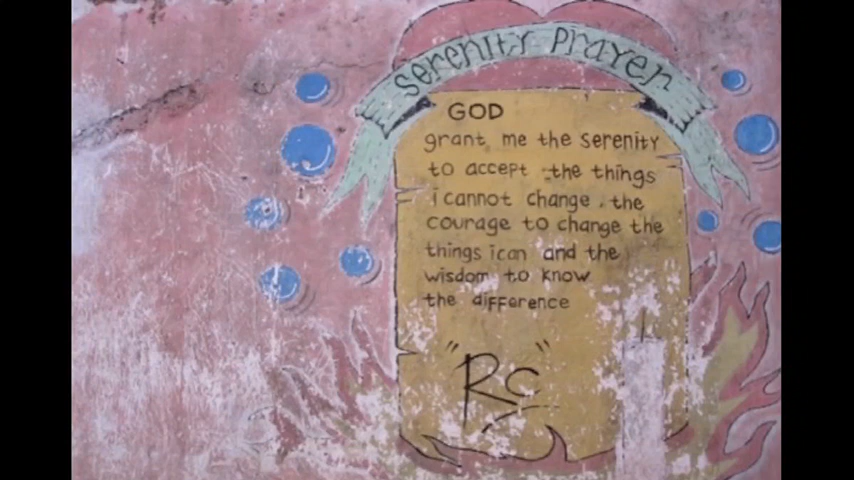 serenity Prayer
GOD
grant me the serenity
to accept the things
i cannot change, the
courage to change the
things i can and the
wisdom to know
the difference
"RC"